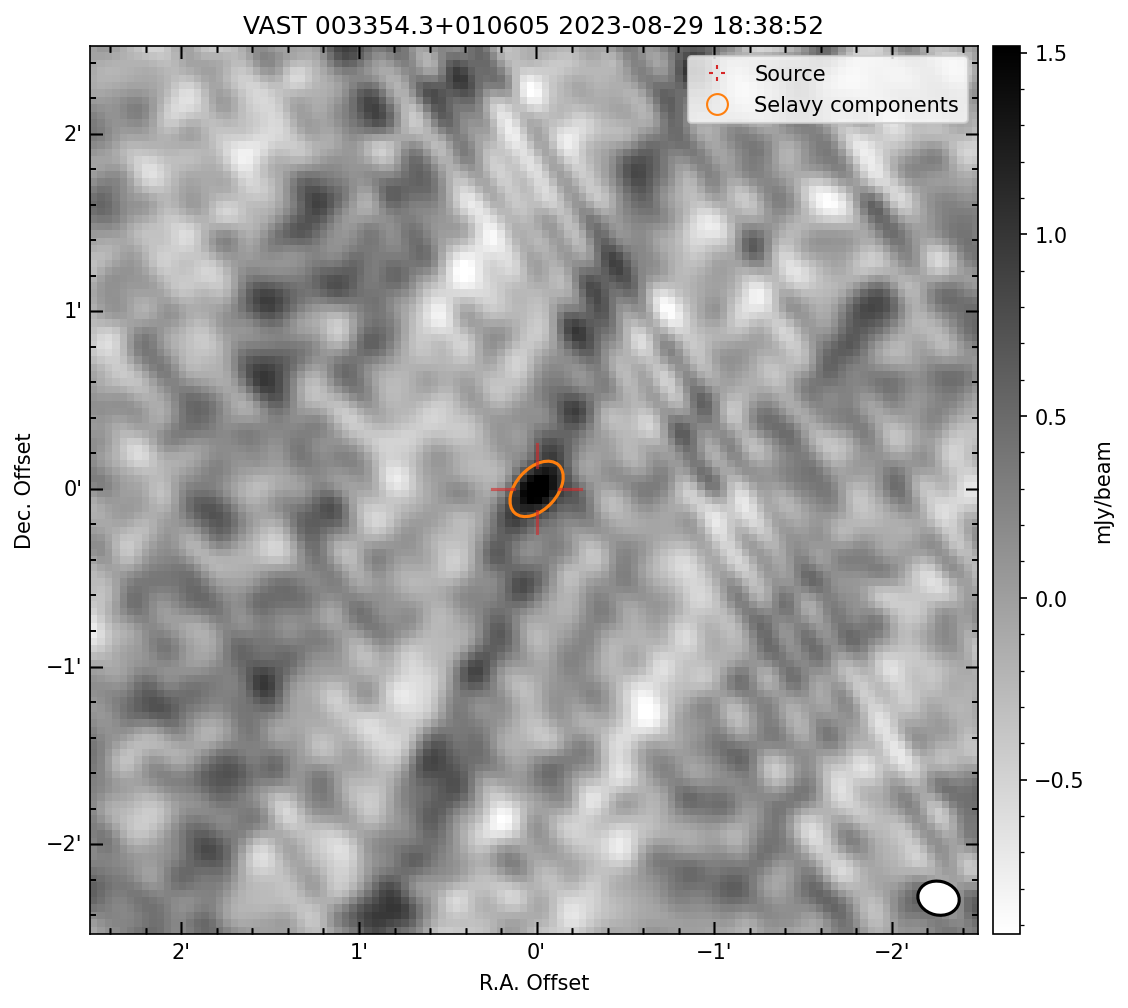 VAST 003354.3+010605 2023-08-29 18:38:52
Source
Selavy components
2'
1'
0'
−1'
−2'
Dec. Offset
2'
1'
0'
−1'
−2'
R.A. Offset
1.5
1.0
0.5
0.0
−0.5
mJy/beam